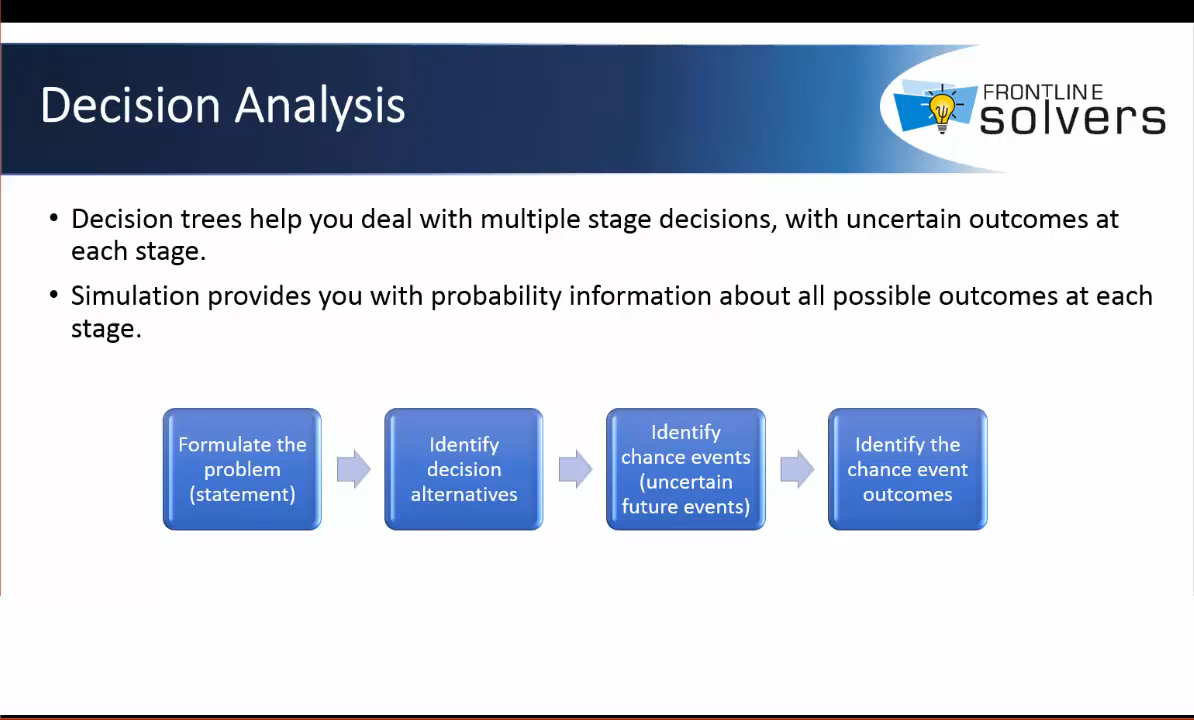 Decision Analysis
FRONTLINE
solvers
• Decision trees help you deal with multiple stage decisions, with uncertain outcomes at
each stage.
• Simulation provides you with probability information about all possible outcomes at each
stage.
Formulate the
problem
(statement)
Identify
decision
alternatives
Identify
chance events
(uncertain
future events)
Identify the
chance event
outcomes